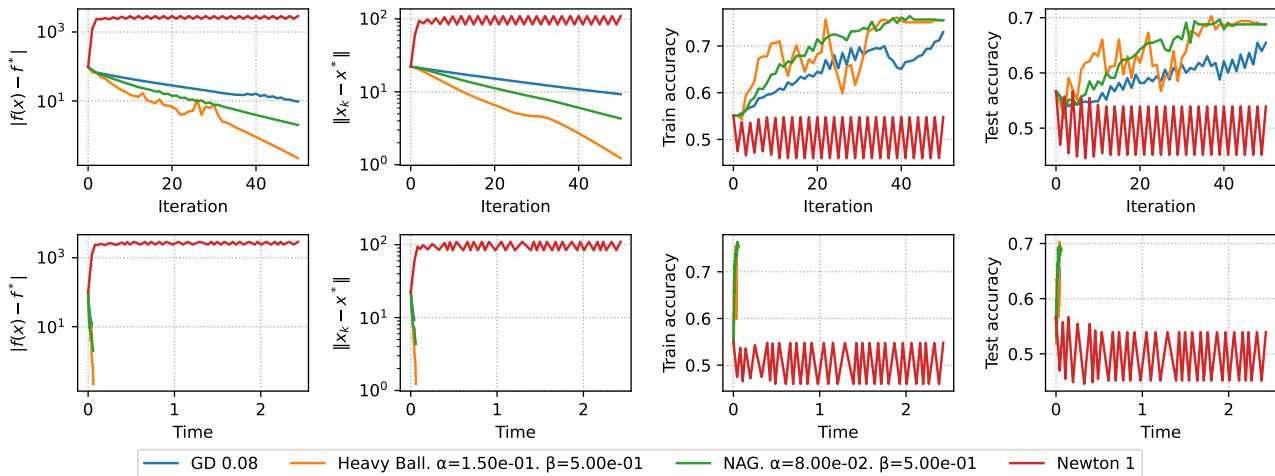 |f(x) − f*|
10³
10¹
0
20
40
Iteration
‖xₖ − x*‖
10²
10¹
10⁰
0
20
40
Iteration
Train accuracy
0.7
0.6
0.5
0
20
40
Iteration
Test accuracy
0.7
0.6
0.5
0
20
40
Iteration
|f(x) − f*|
10³
10¹
0
1
2
Time
‖xₖ − x*‖
10²
10¹
10⁰
0
1
2
Time
Train accuracy
0.7
0.6
0.5
0
1
2
Time
Test accuracy
0.7
0.6
0.5
0
1
2
Time
GD 0.08
Heavy Ball. α=1.50e-01. β=5.00e-01
NAG. α=8.00e-02. β=5.00e-01
Newton 1